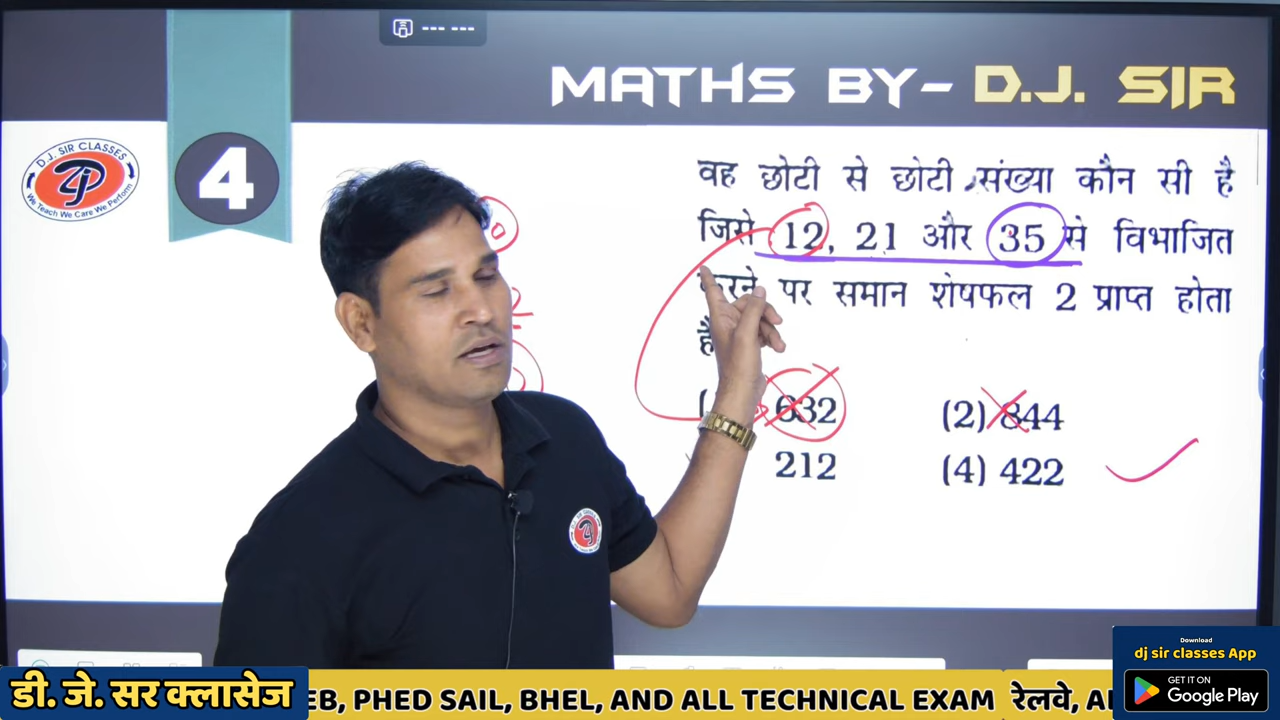 MATHS BY- D.J. SIR
D.J. SIR CLASSES
We Teach We Care We Perform
4
वह छोटी से छोटी संख्या कौन सी है
जिसे 12, 21 और 35 से विभाजित
करने पर समान शेषफल 2 प्राप्त होता
है
632 (2) 844
212 (4) 422
डी. जे. सर क्लासेज
EB, PHED SAIL, BHEL, AND ALL TECHNICAL EXAM रेलवे,
Download
dj sir classes App
GET IT ON
Google Play